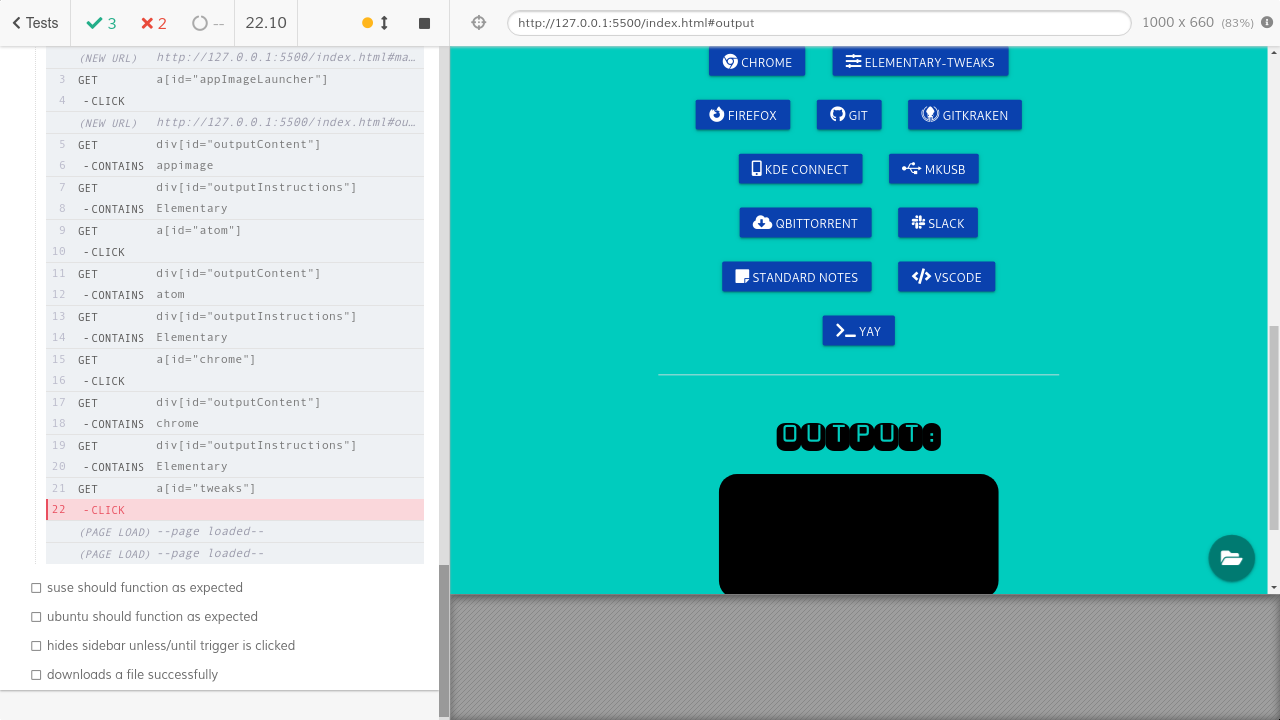 Tests
3
2
--
22.10
http://127.0.0.1:5500/index.html#output
1000 x 660 (83%)
(NEW URL) http://127.0.0.1:5500/index.html#ma…
3 GET a[id="appImageLauncher"]
4 -CLICK
(NEW URL) http://127.0.0.1:5500/index.html#ou…
5 GET div[id="outputContent"]
6 -CONTAINS appimage
7 GET div[id="outputInstructions"]
8 -CONTAINS Elementary
9 GET a[id="atom"]
10 -CLICK
11 GET div[id="outputContent"]
12 -CONTAINS atom
13 GET div[id="outputInstructions"]
14 -CONTAINS Elementary
15 GET a[id="chrome"]
16 -CLICK
17 GET div[id="outputContent"]
18 -CONTAINS chrome
19 GET div[id="outputInstructions"]
20 -CONTAINS Elementary
21 GET a[id="tweaks"]
22 -CLICK
(PAGE LOAD) --page loaded--
(PAGE LOAD) --page loaded--
suse should function as expected
ubuntu should function as expected
hides sidebar unless/until trigger is clicked
downloads a file successfully
CHROME ELEMENTARY-TWEAKS
FIREFOX GIT GITKRAKEN
KDE CONNECT MKUSB
QBITTORRENT SLACK
STANDARD NOTES VSCODE
YAY
OUTPUT: